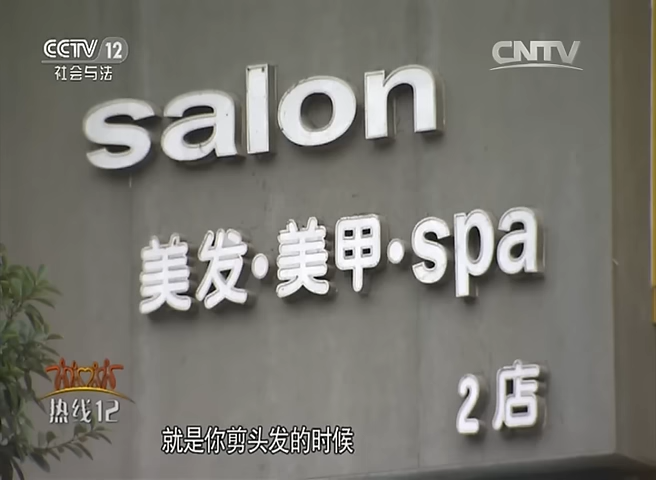 CCTV 12
社会与法
CNTV
salon
美发·美甲·spa
2店
热线12
就是你剪头发的时候